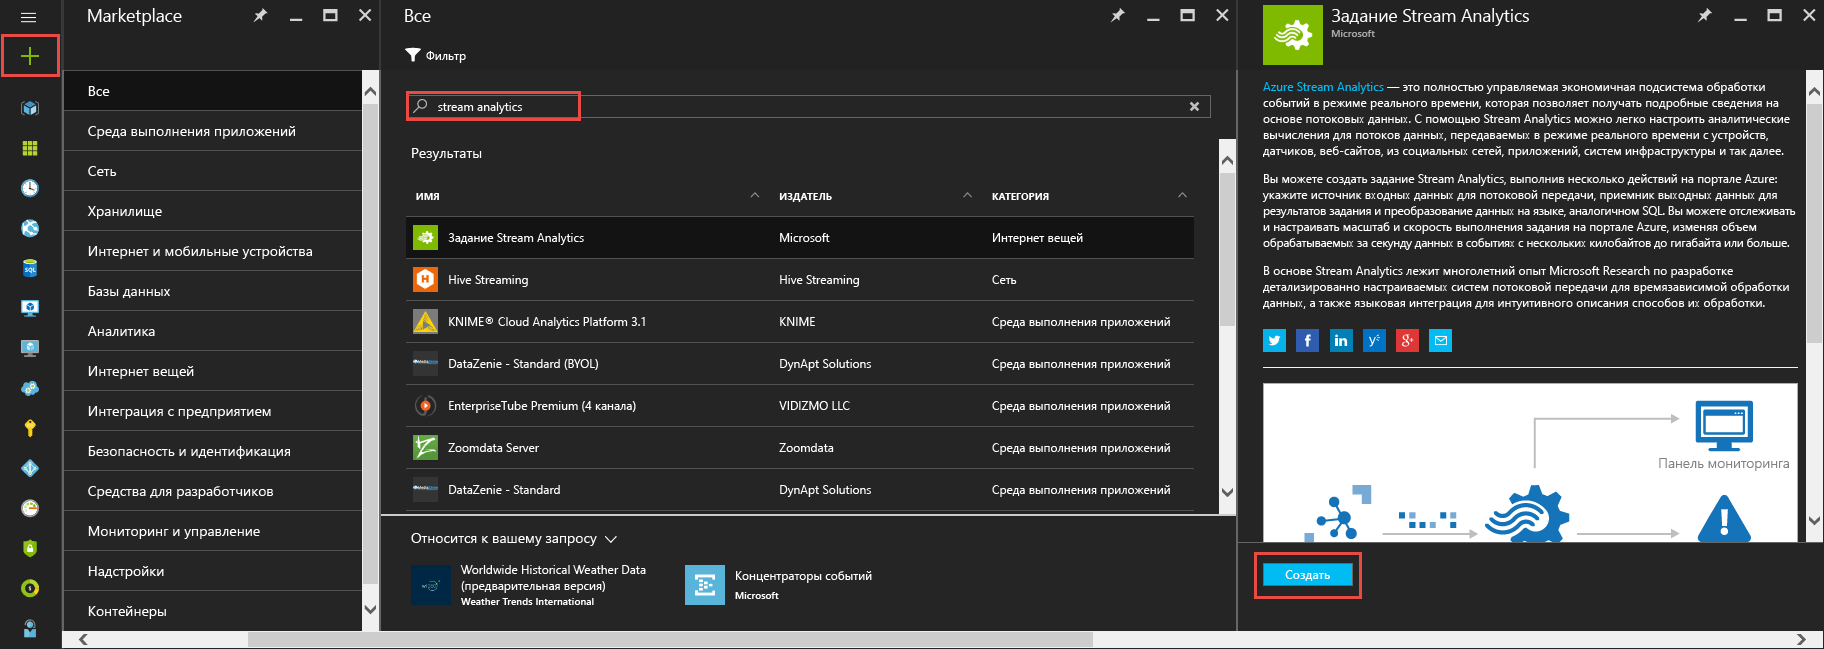 Marketplace
Все
Среда выполнения приложений
Сеть
Хранилище
Интернет и мобильные устройства
Базы данных
Аналитика
Интернет вещей
Интеграция с предприятием
Безопасность и идентификация
Средства для разработчиков
Мониторинг и управление
Надстройки
Контейнеры
Все
Фильтр
stream analytics
Результаты
ИМЯ ИЗДАТЕЛЬ КАТЕГОРИЯ
Задание Stream Analytics Microsoft Интернет вещей
Hive Streaming Hive Streaming Сеть
KNIME® Cloud Analytics Platform 3.1 KNIME Среда выполнения приложений
DataZenie - Standard (BYOL) DynApt Solutions Среда выполнения приложений
EnterpriseTube Premium (4 канала) VIDIZMO LLC Среда выполнения приложений
Zoomdata Server Zoomdata Среда выполнения приложений
DataZenie - Standard DynApt Solutions Среда выполнения приложений
Относится к вашему запросу
Worldwide Historical Weather Data
(предварительная версия)
Weather Trends International
Концентраторы событий
Microsoft
Задание Stream Analytics
Microsoft
Azure Stream Analytics — это полностью управляемая экономичная подсистема обработки
событий в режиме реального времени, которая позволяет получать подробные сведения на
основе потоковых данных. С помощью Stream Analytics можно легко настроить аналитические
вычисления для потоков данных, передаваемых в режиме реального времени с устройств,
датчиков, веб-сайтов, из социальных сетей, приложений, систем инфраструктуры и так далее.
Вы можете создать задание Stream Analytics, выполнив несколько действий на портале Azure:
укажите источник входных данных для потоковой передачи, приемник выходных данных для
результатов задания и преобразование данных на языке, аналогичном SQL. Вы можете отслеживать
и настраивать масштаб и скорость выполнения задания на портале Azure, изменяя объем
обрабатываемых за секунду данных в событиях с нескольких килобайтов до гигабайта или больше.
В основе Stream Analytics лежит многолетний опыт Microsoft Research по разработке
детализированно настраиваемых систем потоковой передачи для времязависимой обработки
данных, а также языковая интеграция для интуитивного описания способов их обработки.
Панель мониторинга
Создать